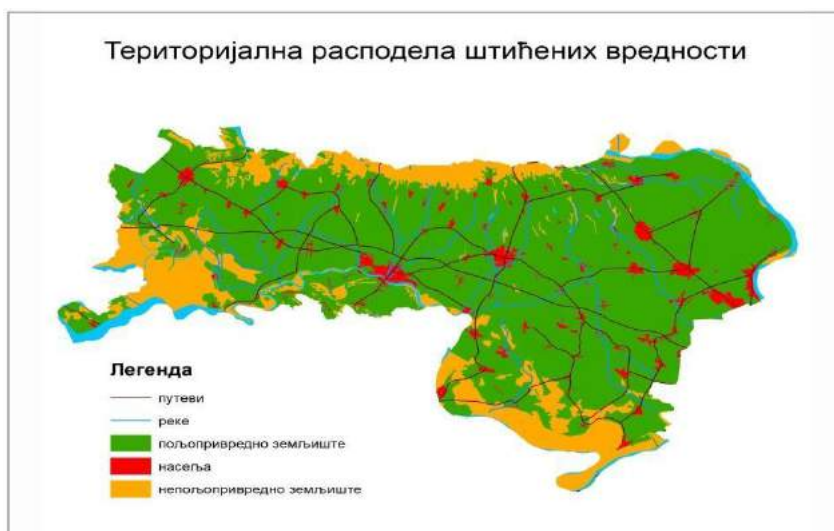 Територијална расподела штићених вредности
Легенда
путеви
реке
пољопривредно земљиште
насеља
непољопривредно земљиште